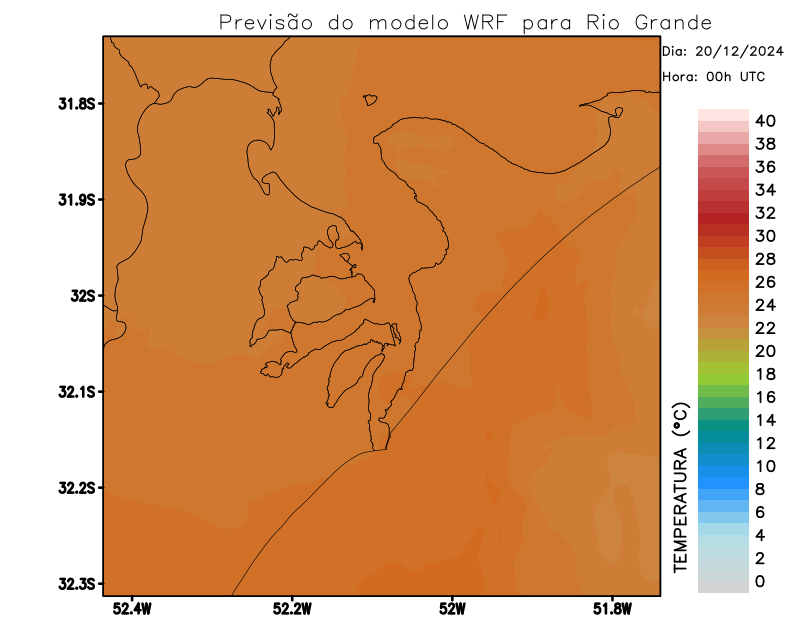 Previsão do modelo WRF para Rio Grande
Dia: 20/12/2024
Hora: 00h UTC
31.8S
31.9S
32S
32.1S
32.2S
32.3S
52.4W
52.2W
52W
51.8W
TEMPERATURA (ºC)
40
38
36
34
32
30
28
26
24
22
20
18
16
14
12
10
8
6
4
2
0